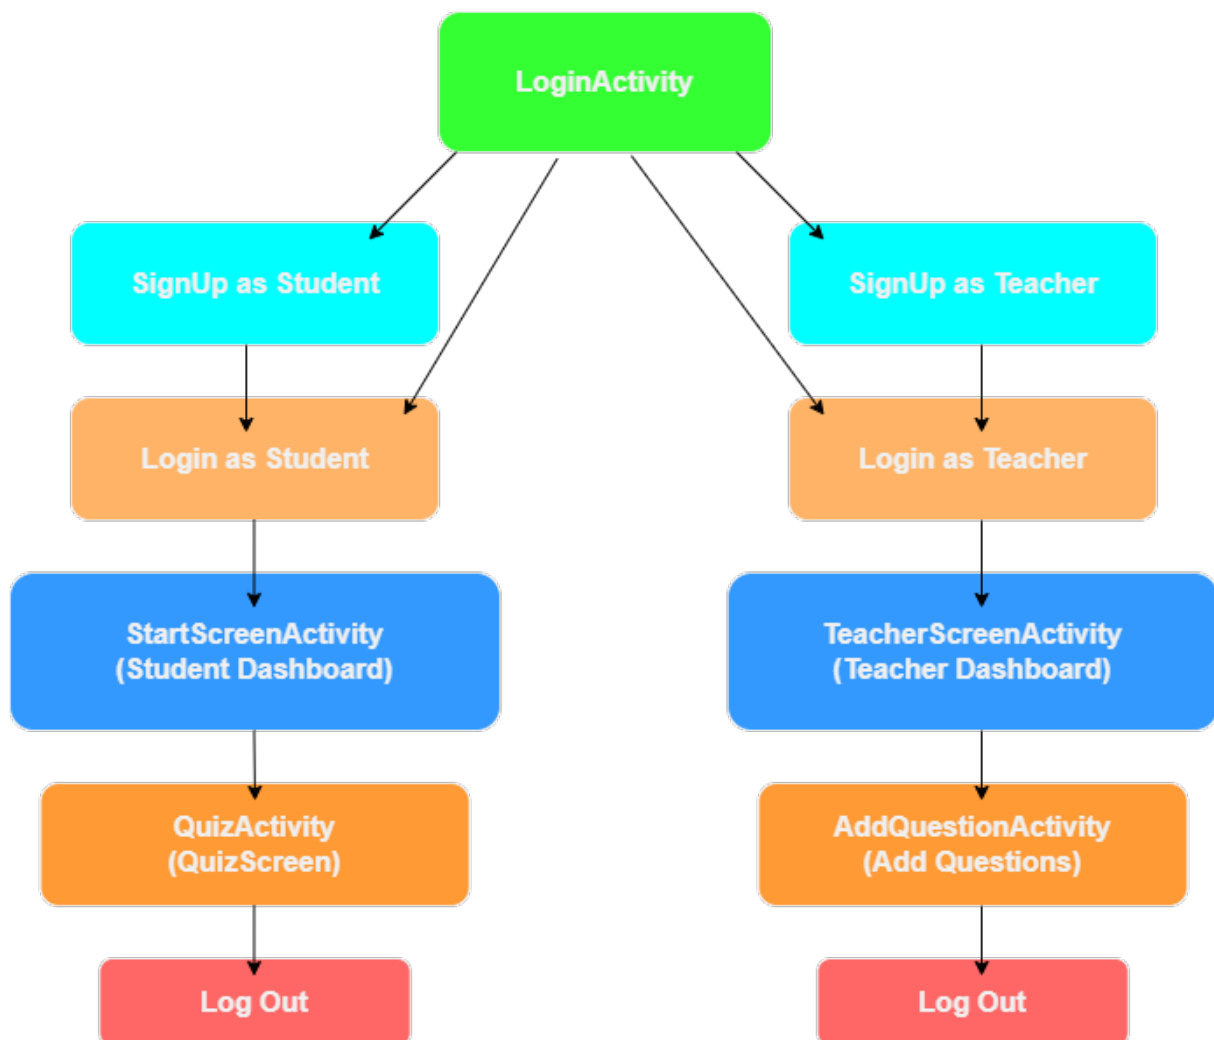 LoginActivity
SignUp as Student
SignUp as Teacher
Login as Student
Login as Teacher
StartScreenActivity
(Student Dashboard)
TeacherScreenActivity
(Teacher Dashboard)
QuizActivity
(QuizScreen)
AddQuestionActivity
(Add Questions)
Log Out
Log Out